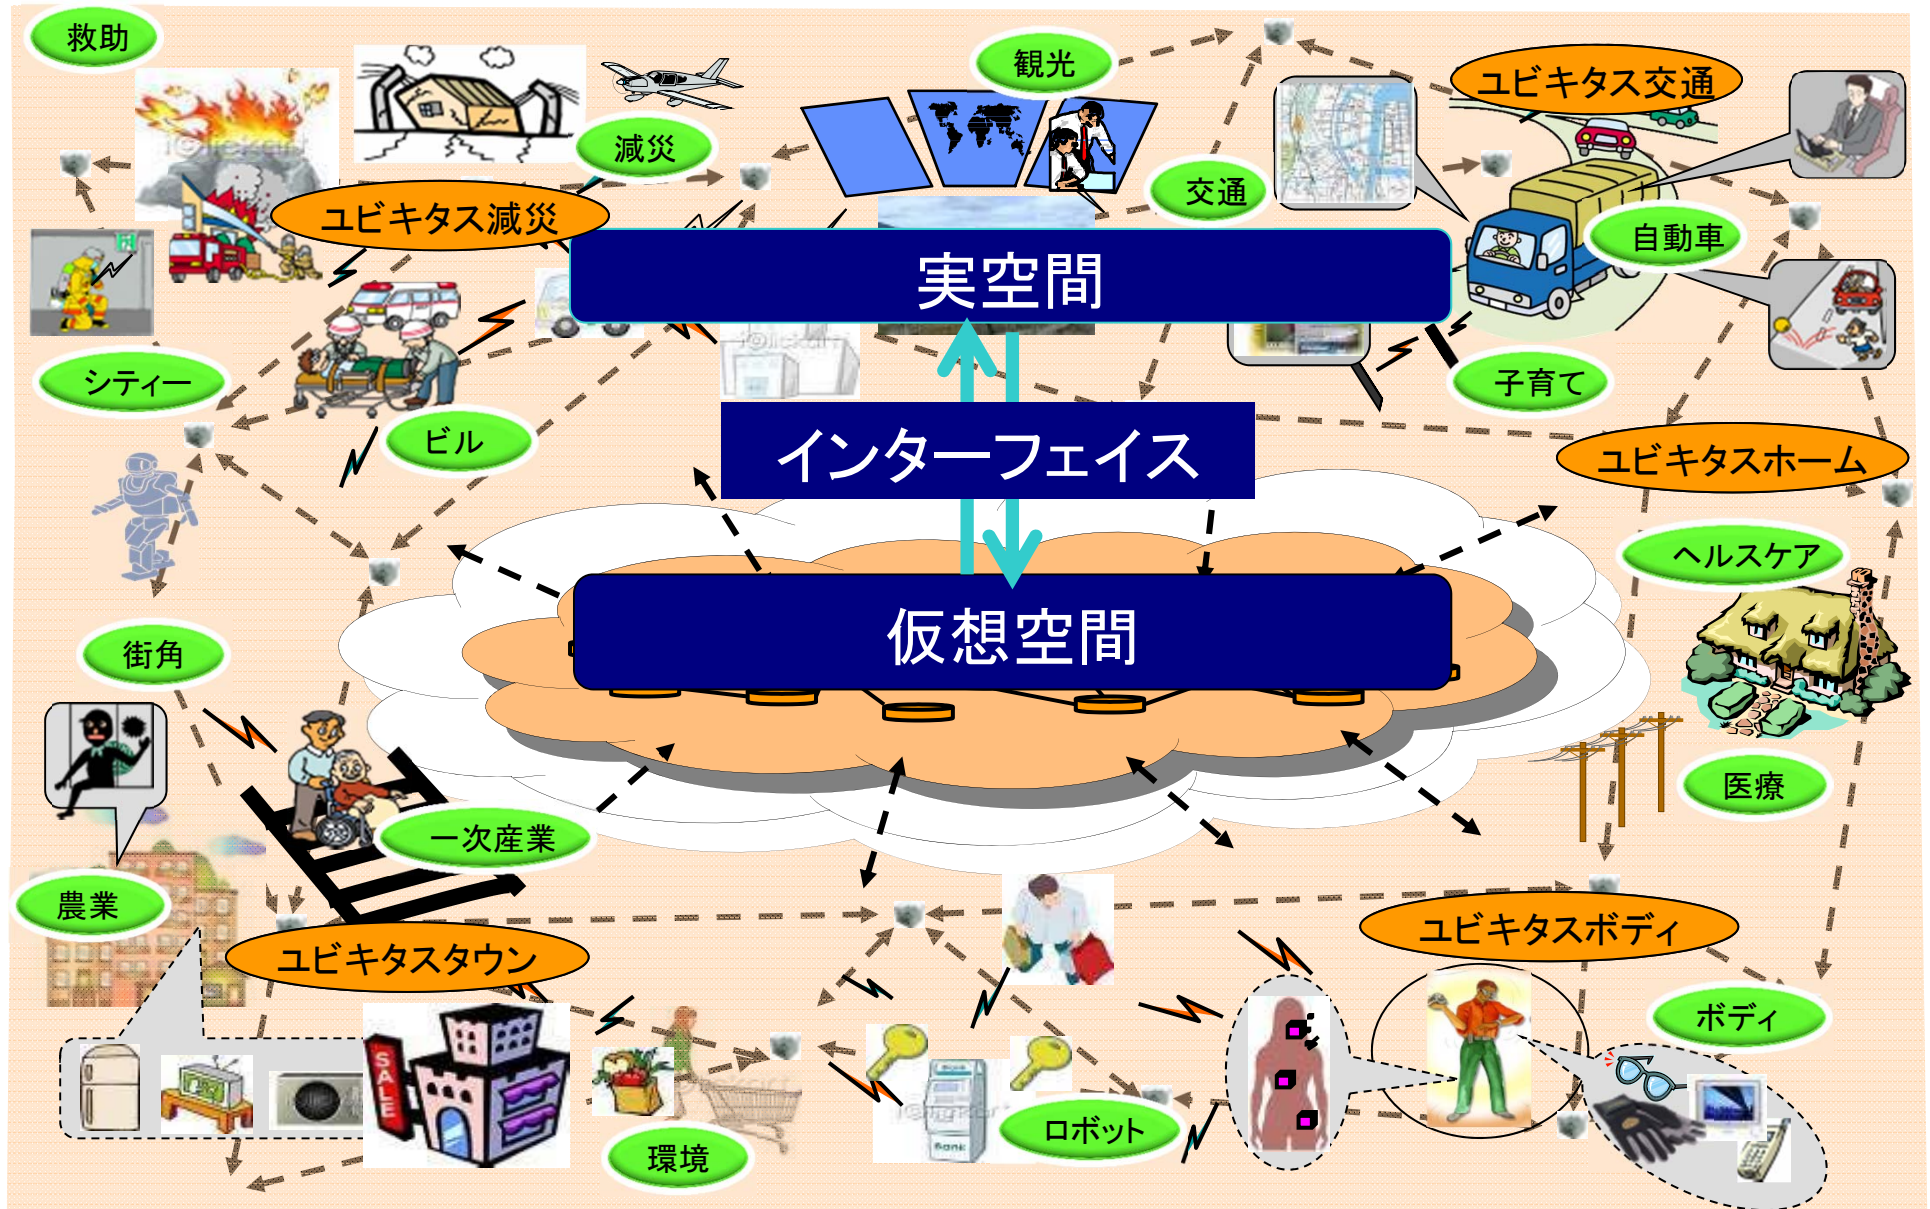 救助
観光
ユビキタス交通
減災
交通
ユビキタス減災
自動車
実空間
シティー
子育て
ビル
インターフェイス
ユビキタスホーム
ヘルスケア
仮想空間
街角
医療
一次産業
農業
ユビキタスタウン
ユビキタスボディ
ボディ
SALE
ロボット
BANK
環境